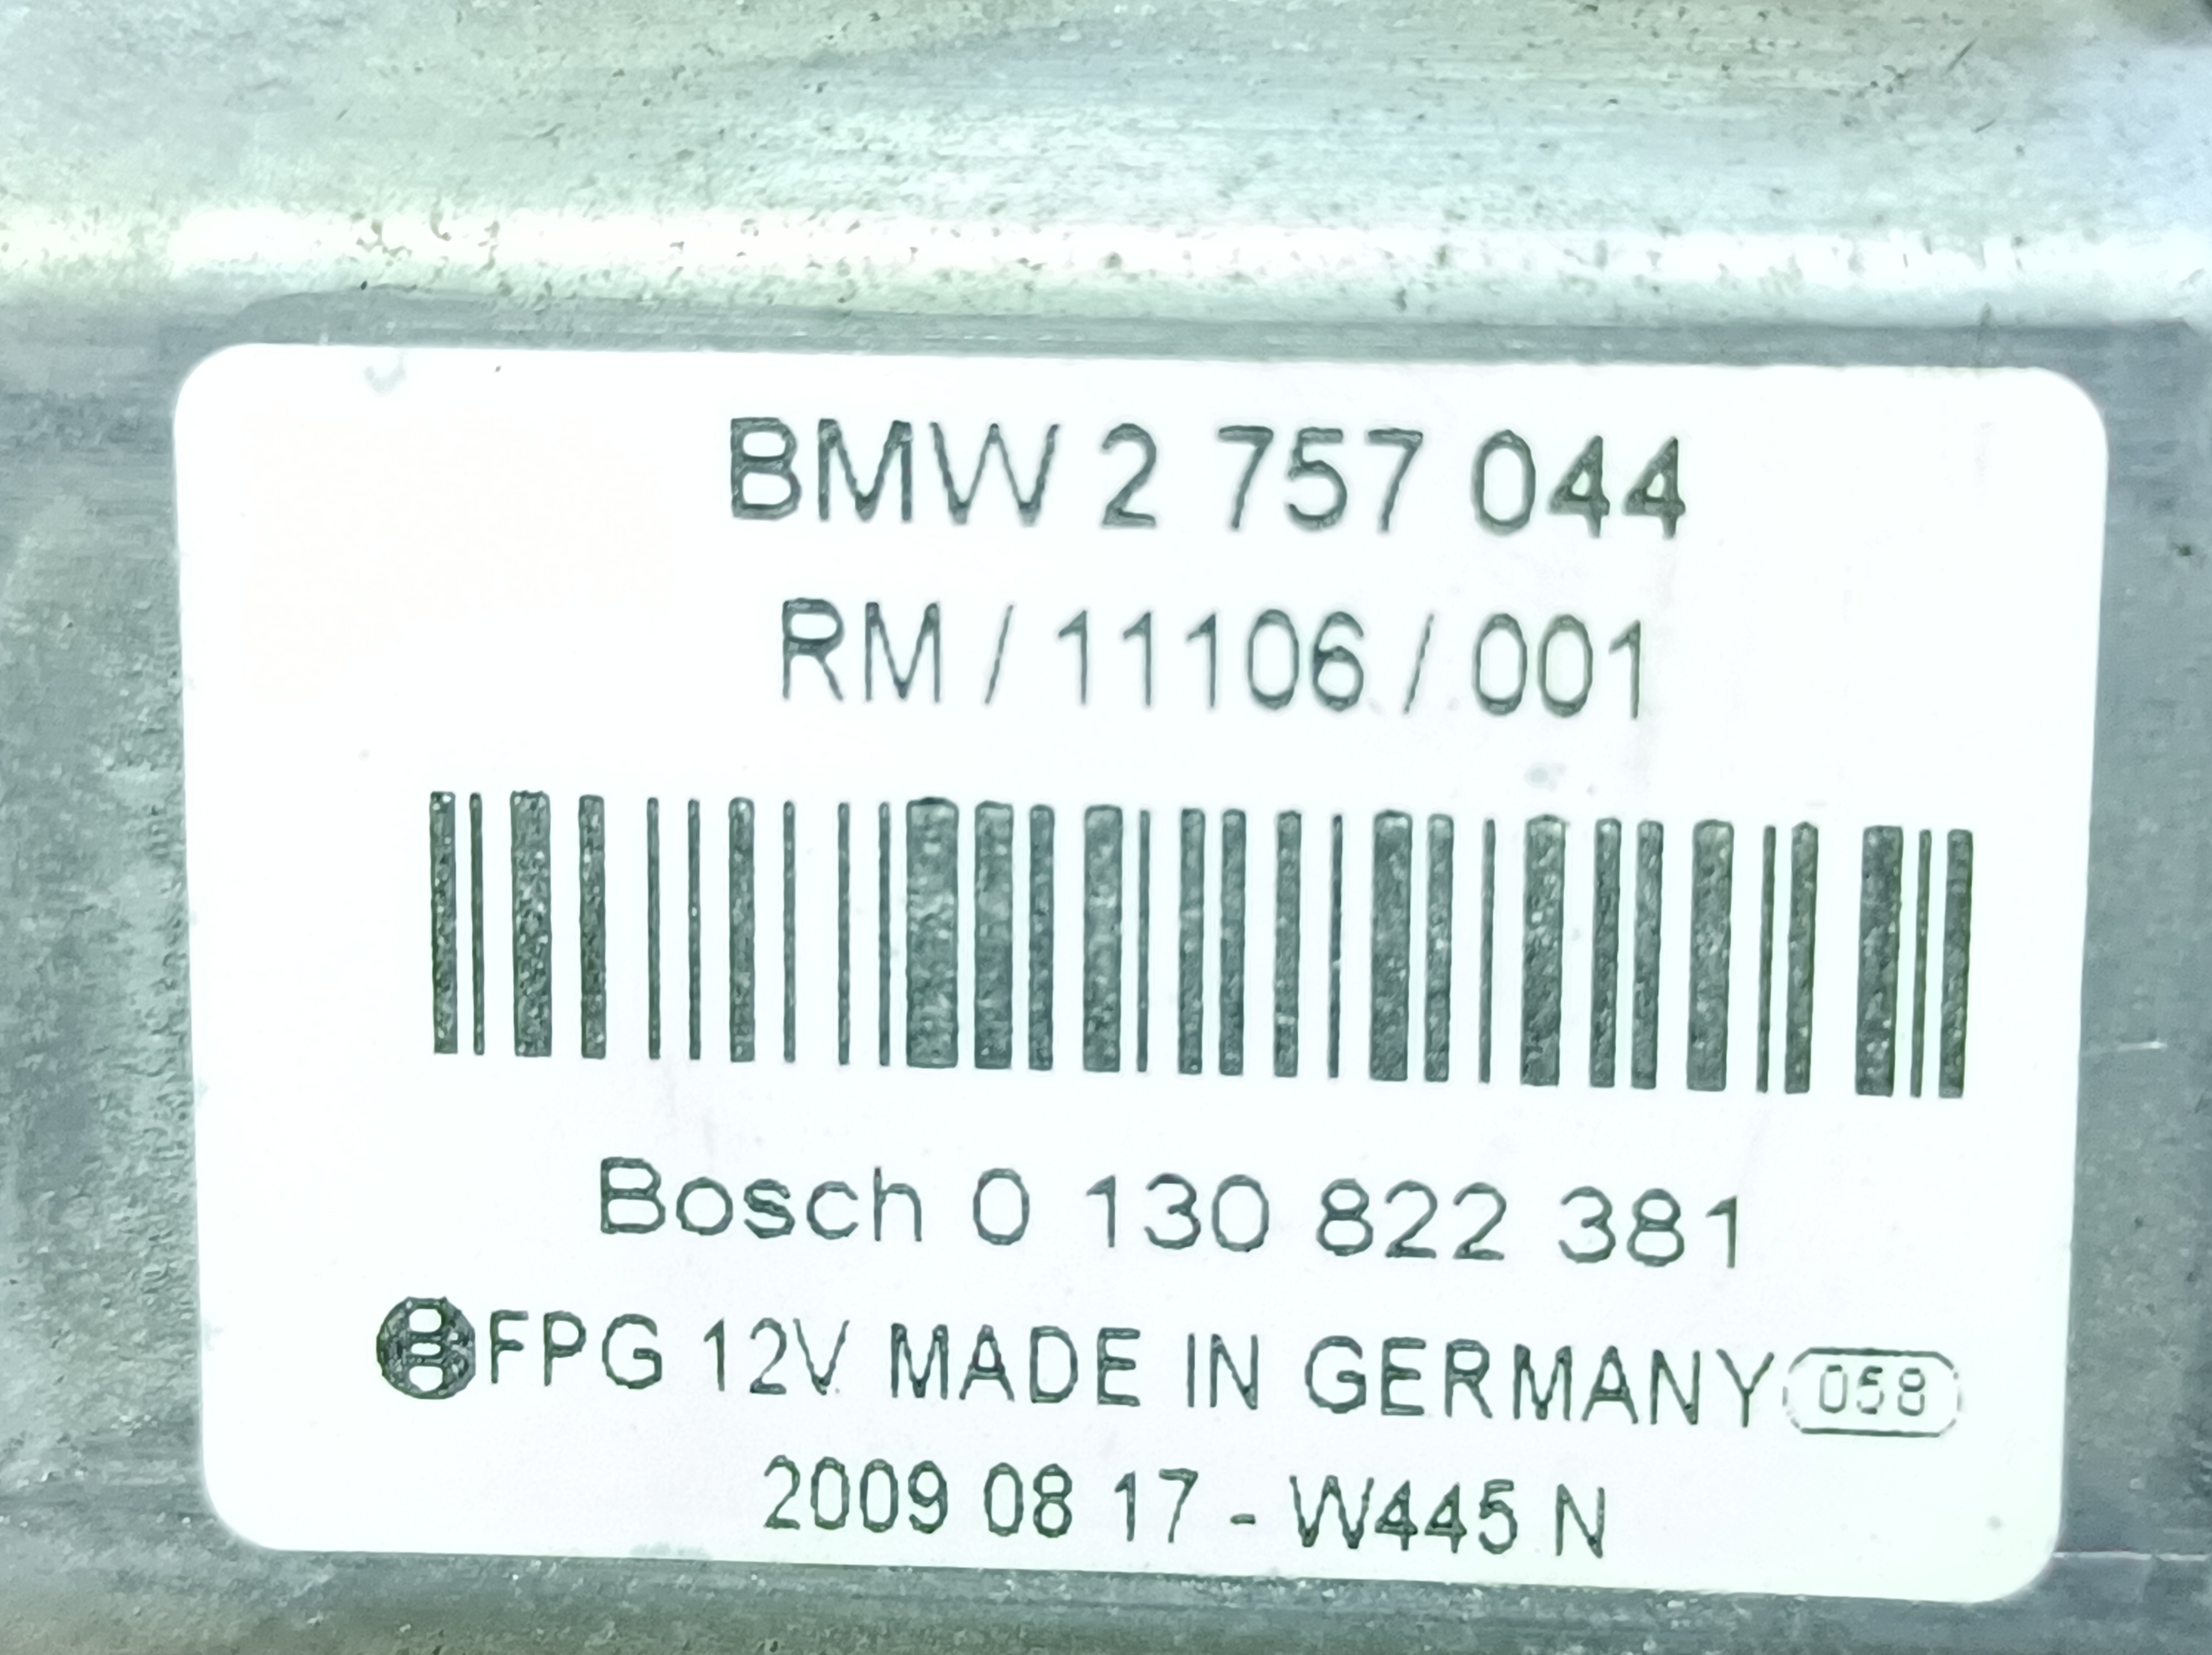 BMW 2 757 044
RM / 11106 / 001
Bosch 0 130 822 381
FPG 12V MADE IN GERMANY 058
2009 08 17 - W445 N